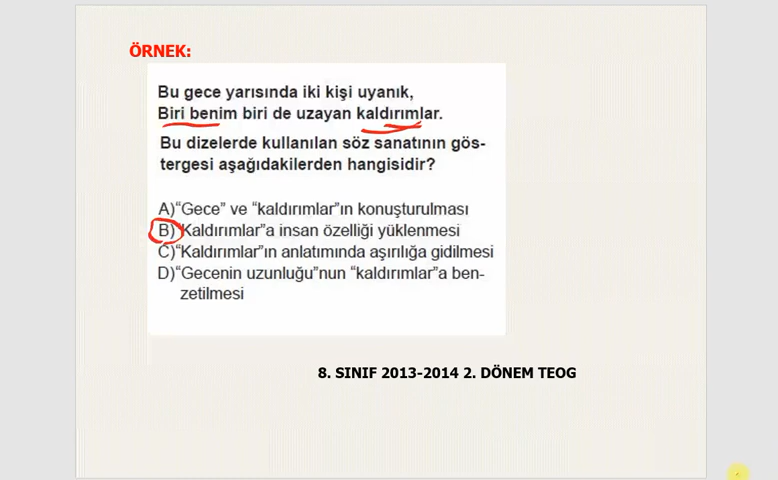 ÖRNEK:
Bu gece yarısında iki kişi uyanık,
Biri benim biri de uzayan kaldırımlar.
Bu dizelerde kullanılan söz sanatının gös-
tergesi aşağıdakilerden hangisidir?
A)“Gece” ve “kaldırımlar”ın konuşturulması
B)“Kaldırımlar”a insan özelliği yüklenmesi
C)“Kaldırımlar”ın anlatımında aşırılığa gidilmesi
D)“Gecenin uzunluğu”nun “kaldırımlar”a ben-
zetilmesi
8. SINIF 2013-2014 2. DÖNEM TEOG